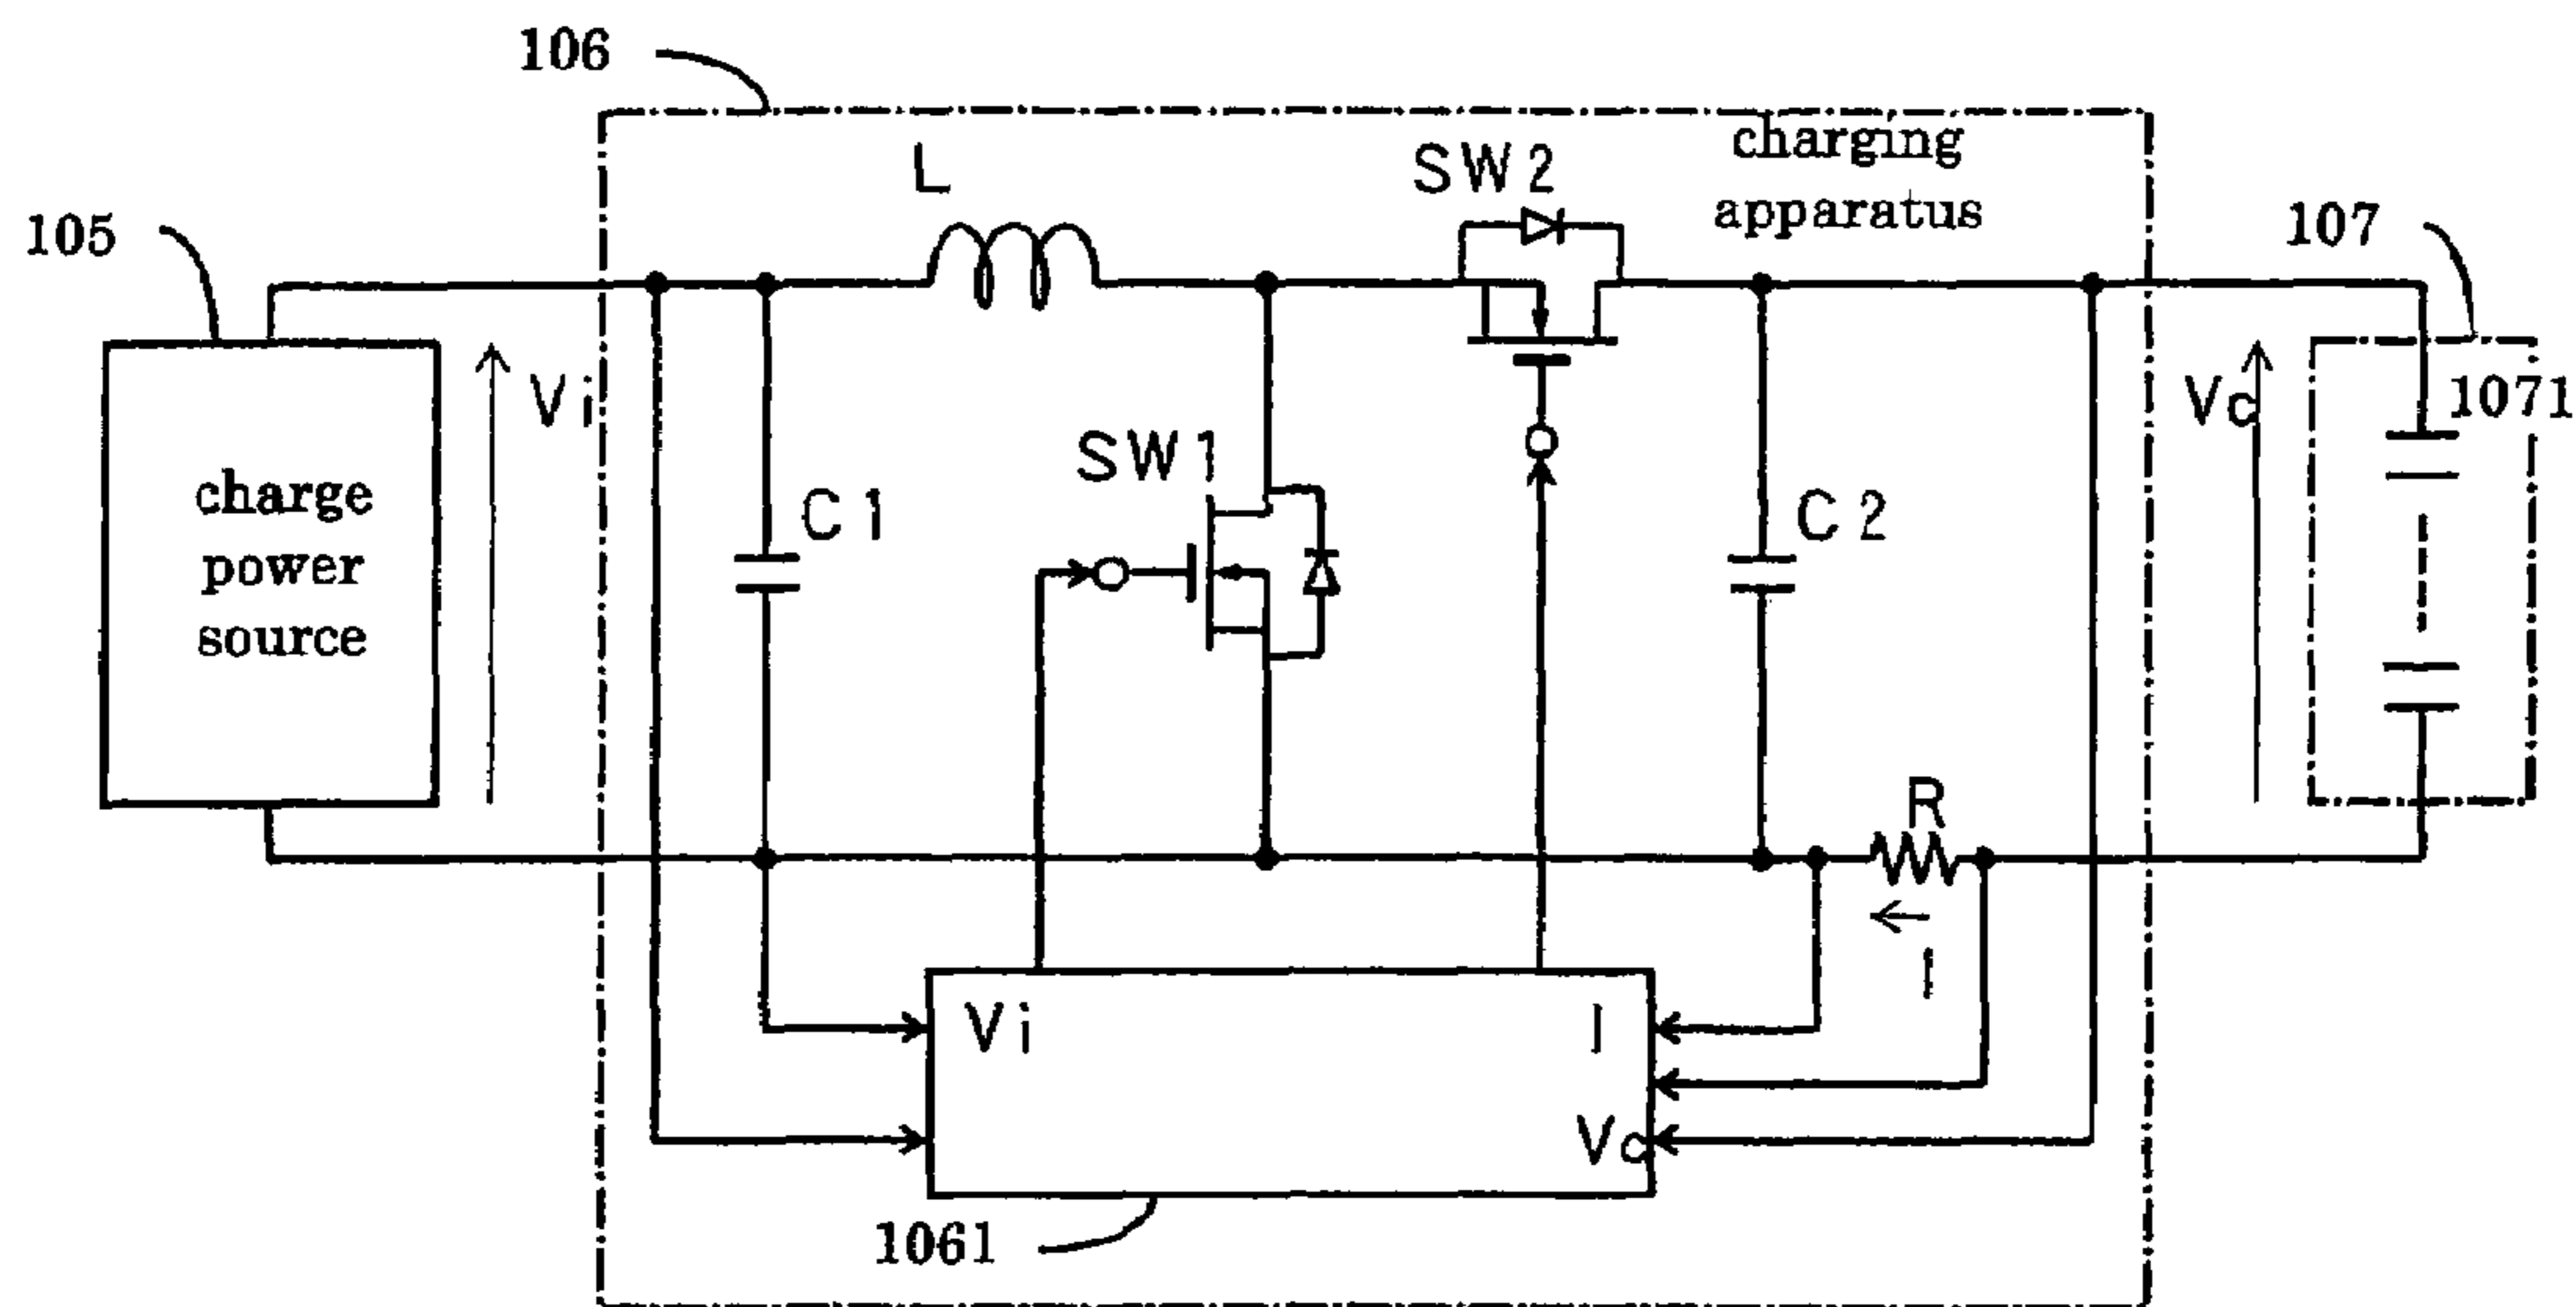 106
charging
apparatus
L
SW2
105
107
Vi
Vc
1071
SW1
charge
power
source
C1
C2
R
I
Vi
I
Vc
1061